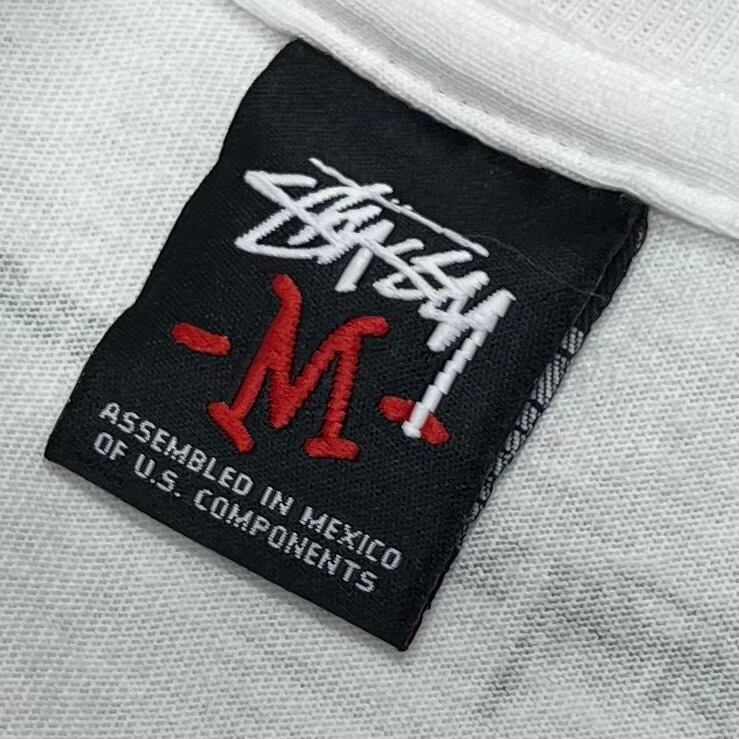 STUSSY
-M-
ASSEMBLED IN MEXICO
OF U.S. COMPONENTS